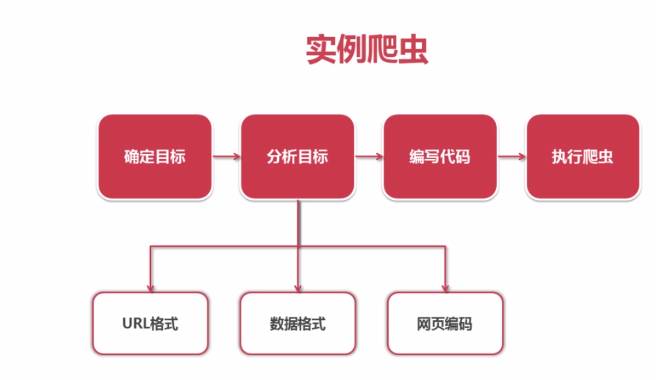 实例爬虫
确定目标
分析目标
编写代码
执行爬虫
URL格式
数据格式
网页编码